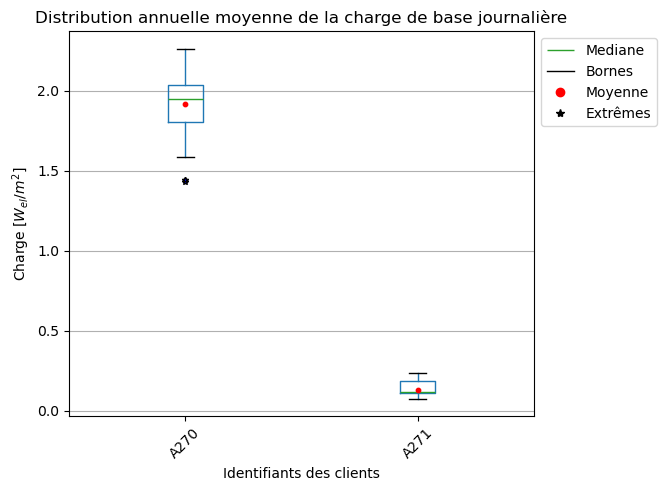 Distribution annuelle moyenne de la charge de base journalière
Mediane
Bornes
Moyenne
Extrêmes
2.0
1.5
1.0
0.5
0.0
Charge [$W_{el}/m^2$]
A270
A271
Identifiants des clients